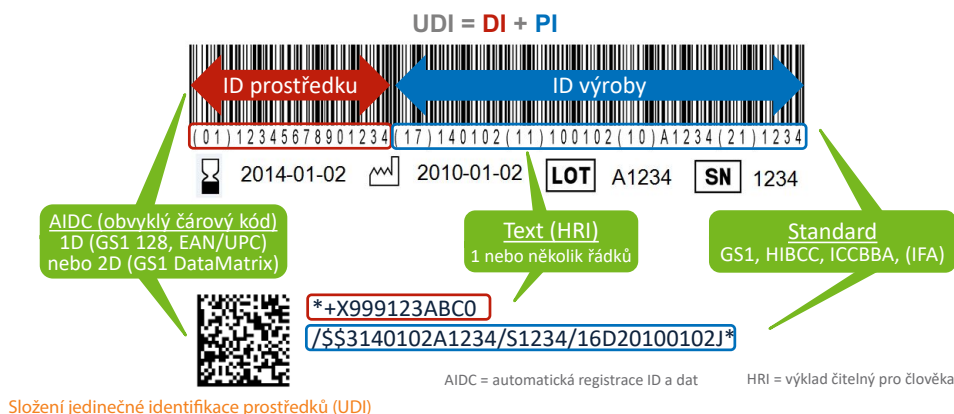 UDI = DI + PI
ID prostředku
ID výroby
(01)12345678901234(17)140102(11)100102(10)A1234(21)1234
2014-01-02 2010-01-02 LOT A1234 SN 1234
AIDC (obvyklý čárový kód)
1D (GS1 128, EAN/UPC)
nebo 2D (GS1 DataMatrix)
Text (HRI)
1 nebo několik řádků
Standard
GS1, HIBCC, ICCBBA, (IFA)
*+X999123ABC0
/$$3140102A1234/S1234/16D20100102J*
AIDC = automatická registrace ID a dat
HRI = výklad čitelný pro člověka
Složení jedinečné identifikace prostředků (UDI)